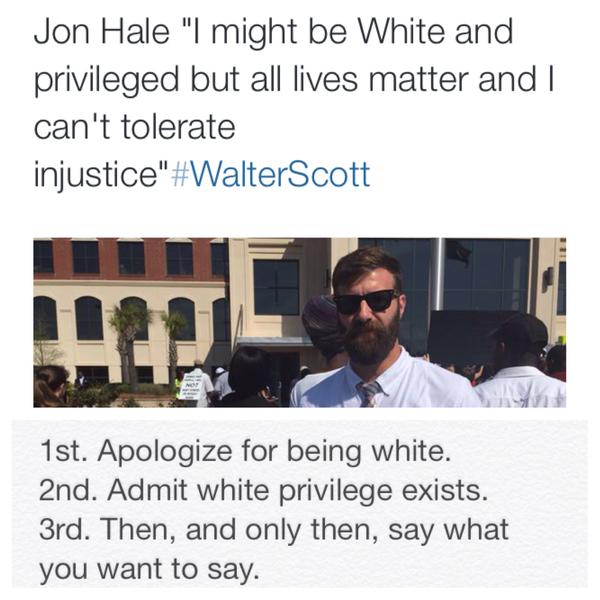 Jon Hale "I might be White and
privileged but all lives matter and I
can't tolerate
injustice"#WalterScott
NOT
1st. Apologize for being white.
2nd. Admit white privilege exists.
3rd. Then, and only then, say what
you want to say.